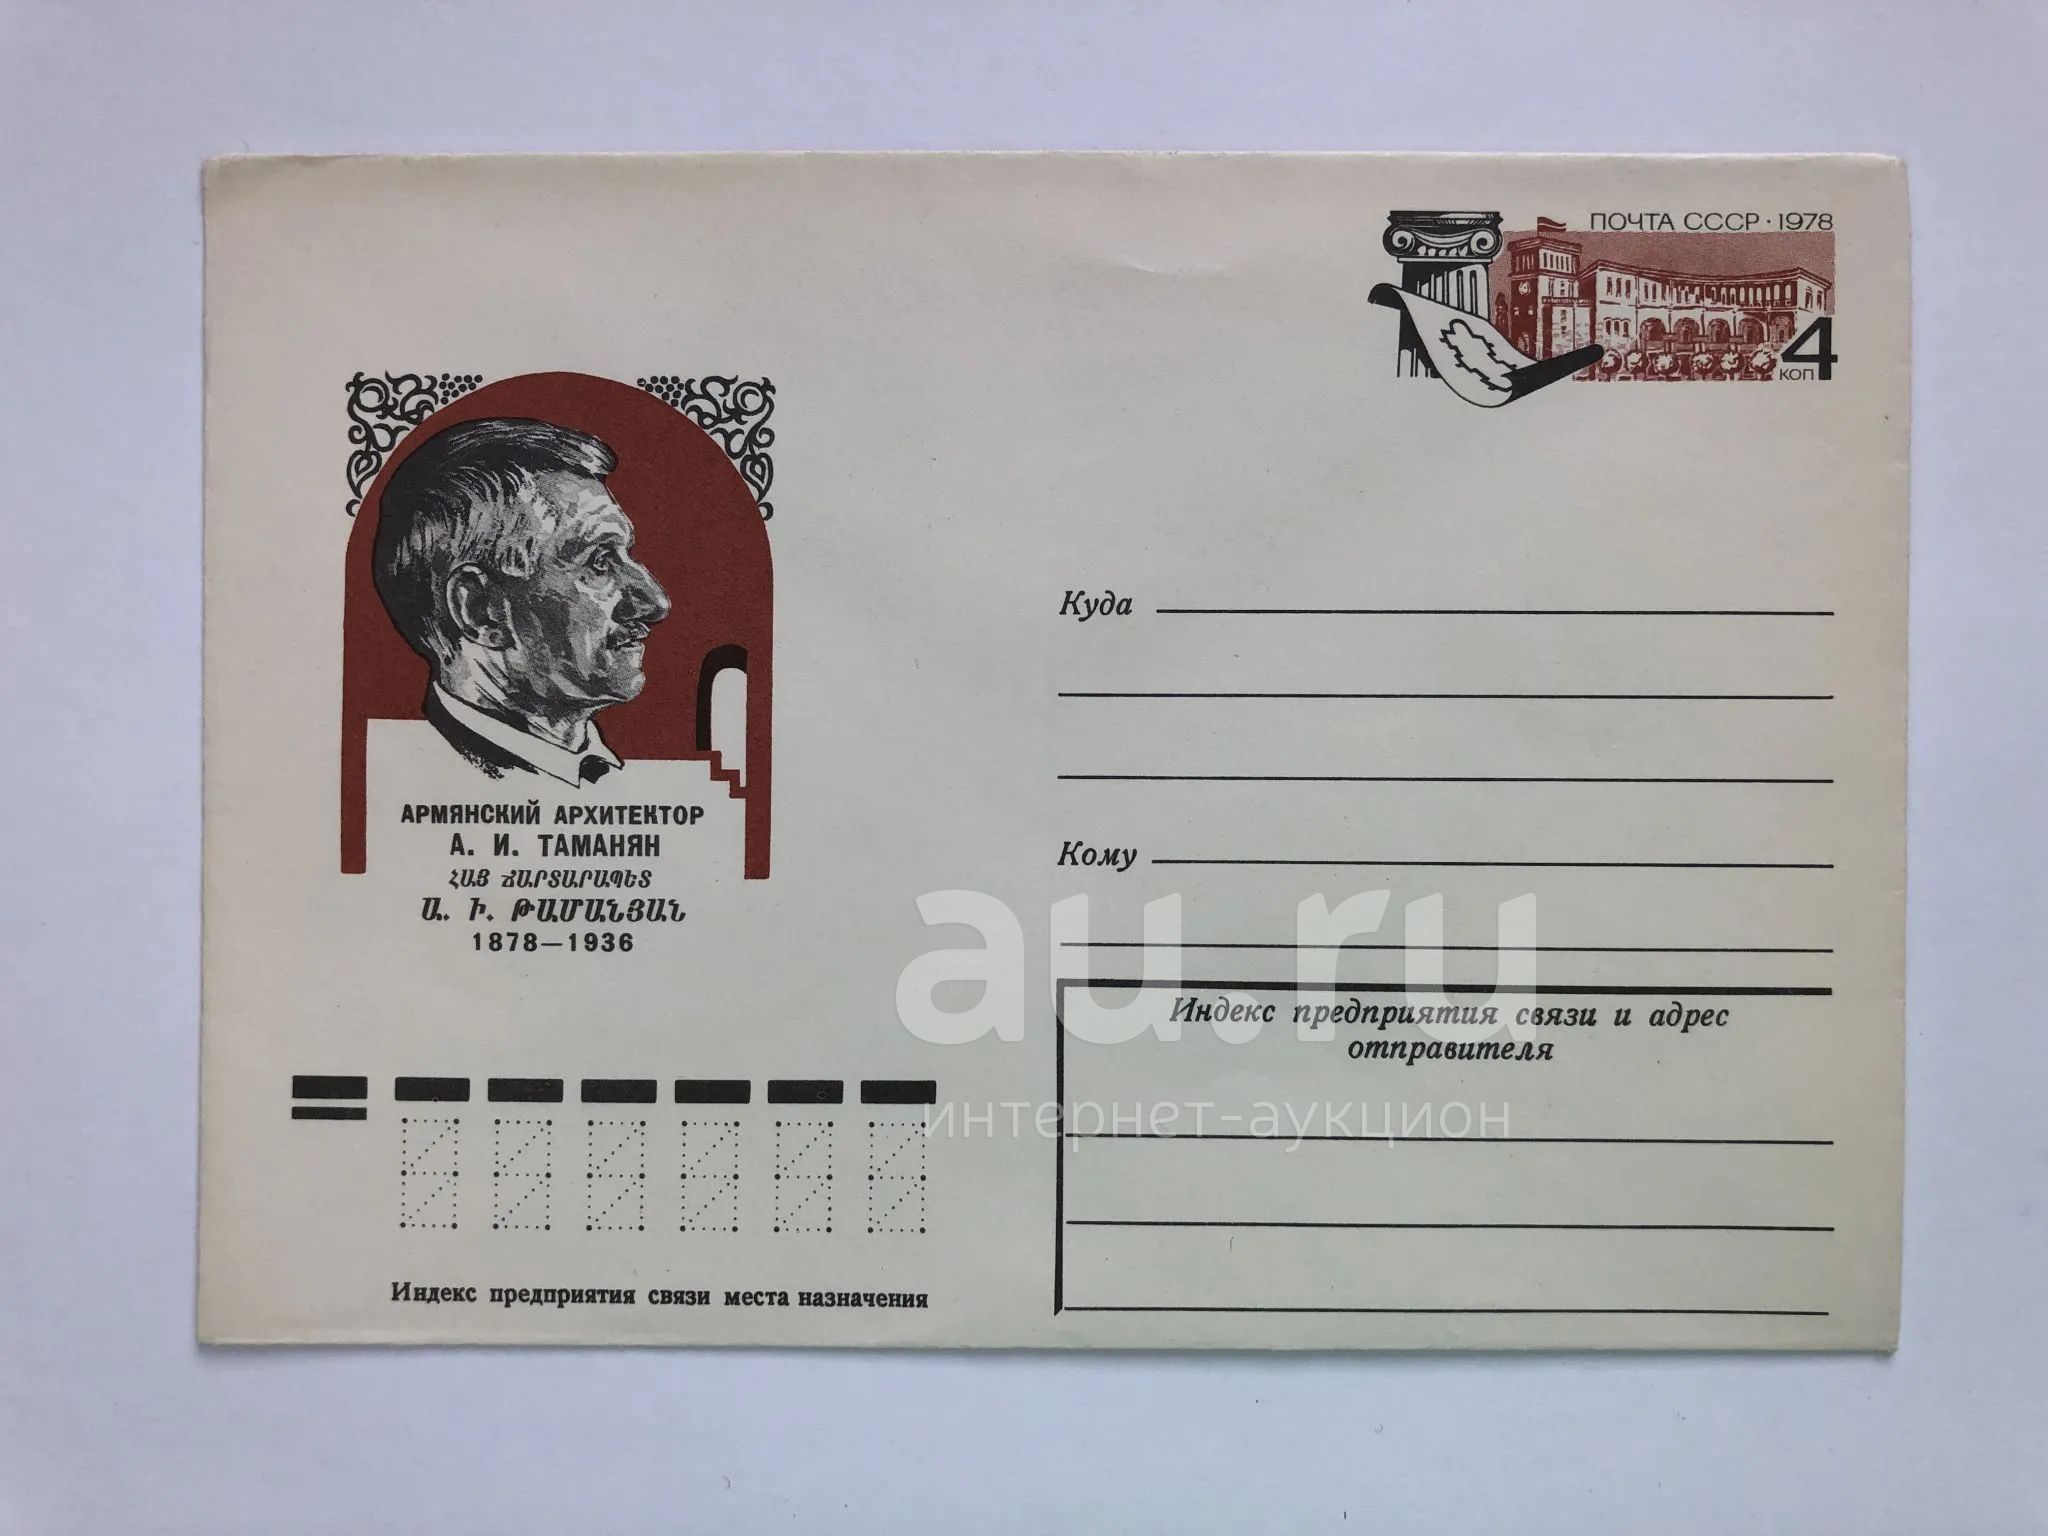 ПОЧТА СССР · 1978
4
КОП
АРМЯНСКИЙ АРХИТЕКТОР
А. И. ТАМАНЯН
ՀԱՅ ՃԱՐՏԱՐԱՊԵՏ
Ա. Ի. ԹԱՄԱՆՅԱՆ
1878—1936
Куда
Кому
Индекс предприятия связи и адрес
отправителя
au.ru
интернет-аукцион
Индекс предприятия связи места назначения